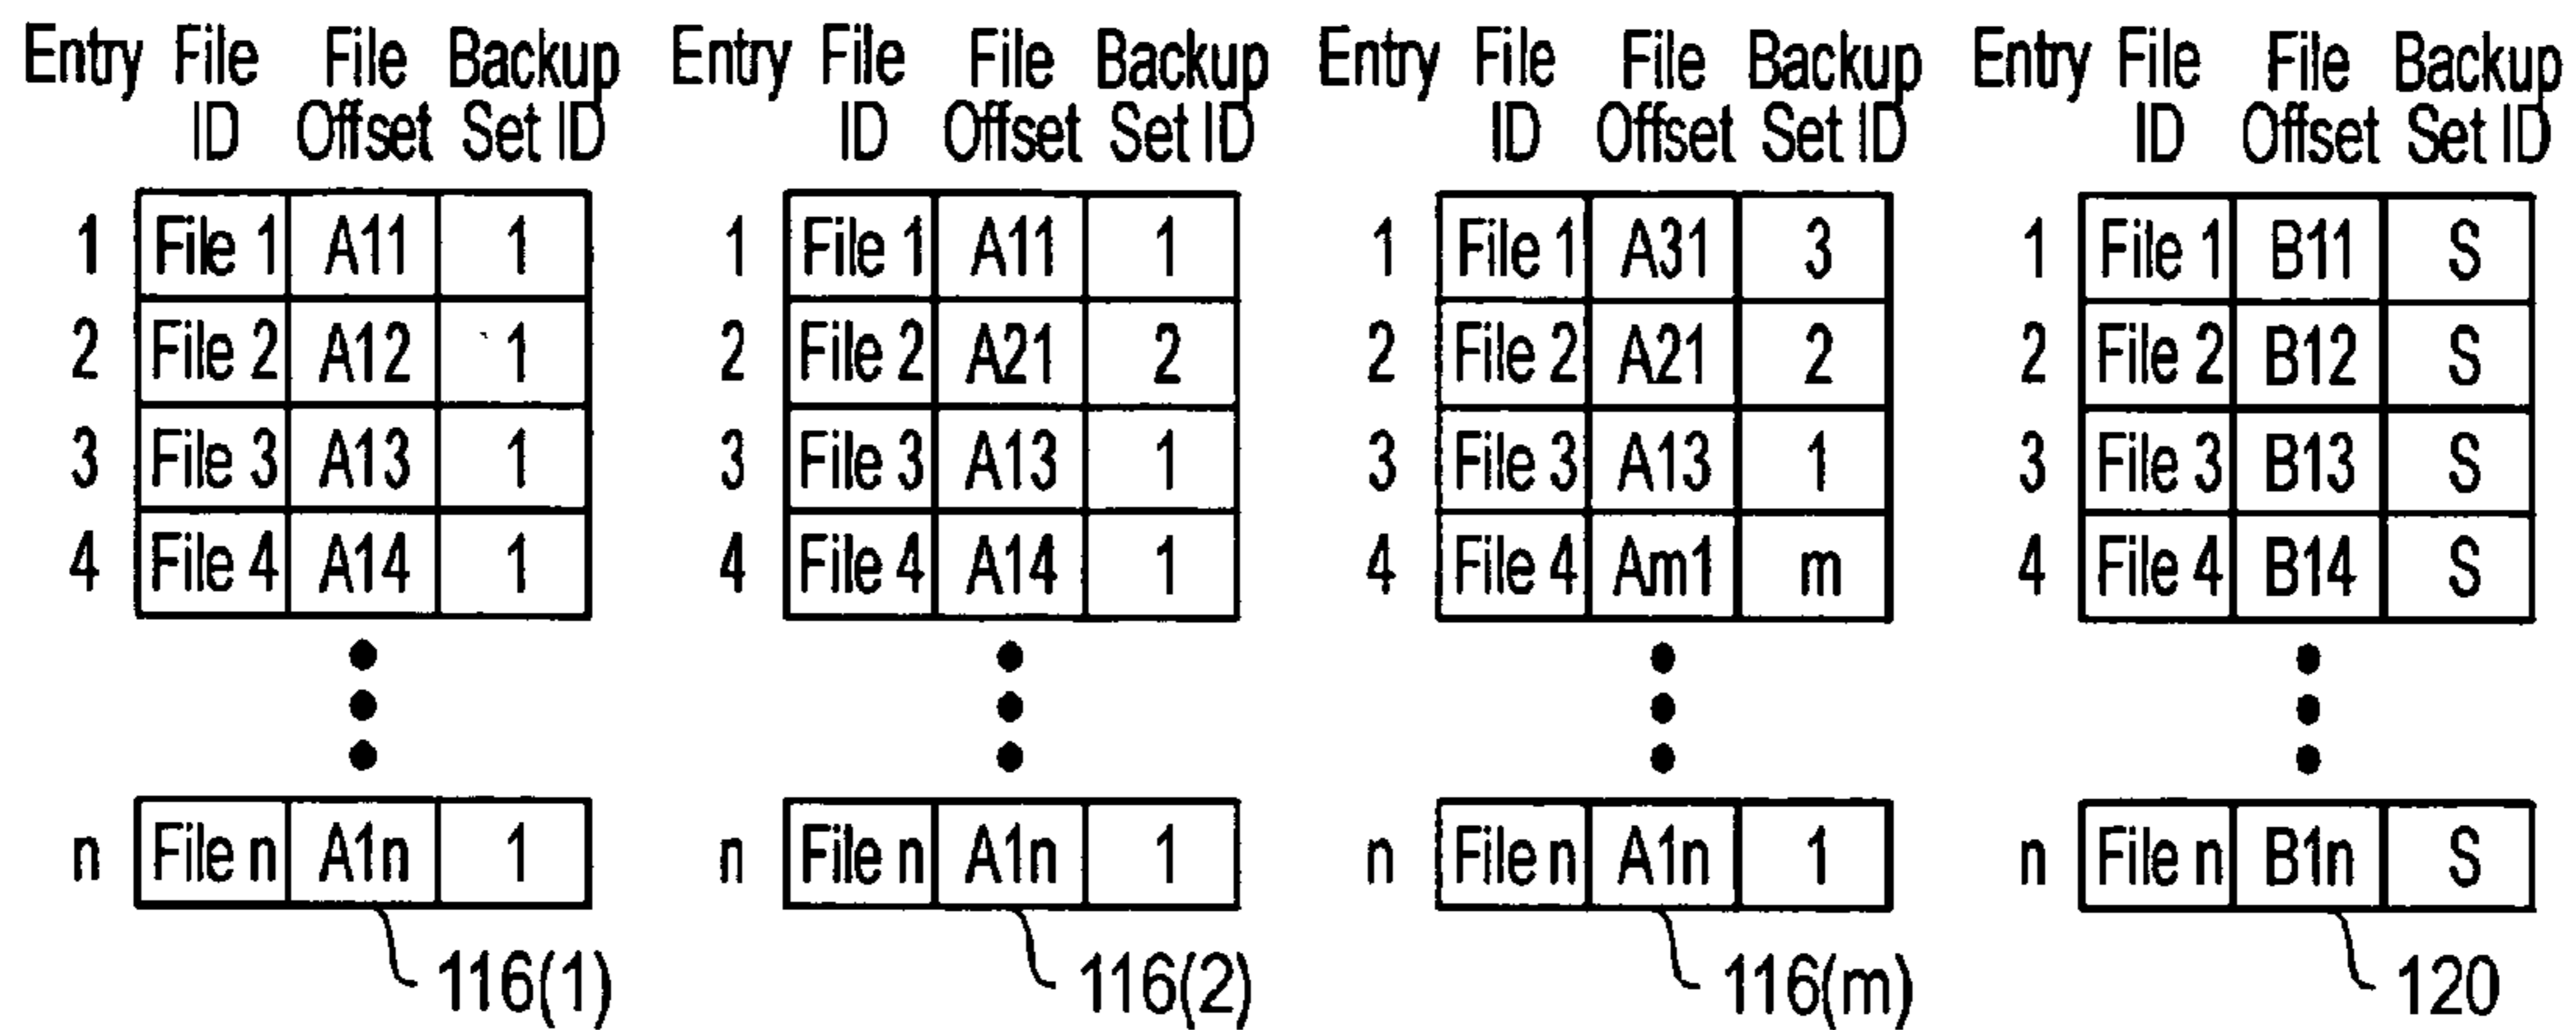 Entry File File Backup Entry File File Backup Entry File File Backup Entry File File Backup
ID Offset Set ID ID Offset Set ID ID Offset Set ID ID Offset Set ID
1 File 1 A11 1 1 File 1 A11 1 1 File 1 A31 3 1 File 1 B11 S
2 File 2 A12 1 2 File 2 A21 2 2 File 2 A21 2 2 File 2 B12 S
3 File 3 A13 1 3 File 3 A13 1 3 File 3 A13 1 3 File 3 B13 S
4 File 4 A14 1 4 File 4 A14 1 4 File 4 Am1 m 4 File 4 B14 S
n File n A1n 1 n File n A1n 1 n File n A1n 1 n File n B1n S
116(1) 116(2) 116(m) 120